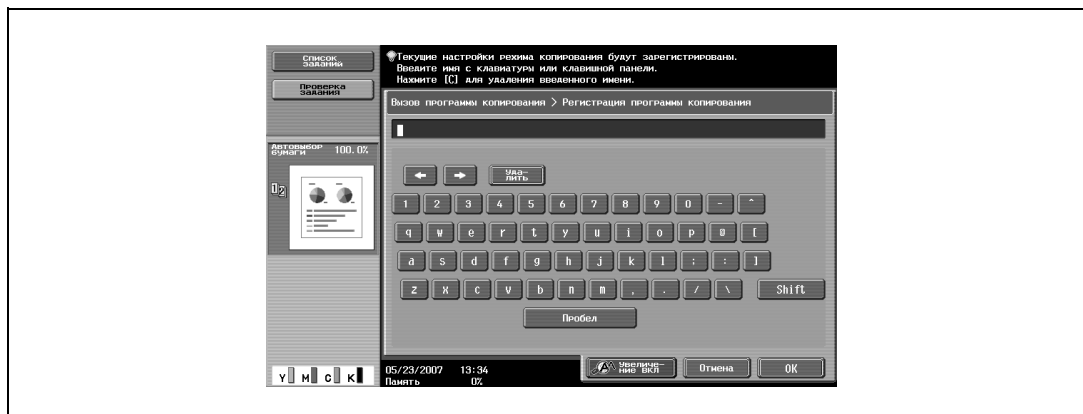 Список
заданий
Проверка
задания
Текущие настройки режима копирования будут зарегистрированы.
Введите имя с клавиатуры или клавишной панели.
Нажмите [C] для удаления введенного имени.
Вызов программы копирования > Регистрация программы копирования
Автовыбор
бумаги 100.0%
12
← → Уда-
лить
1 2 3 4 5 6 7 8 9 0 - ^
q w e r t y u i o p @ [
a s d f g h j k l ; : ]
z x c v b n m , . / \ Shift
Пробел
Y M C K
05/23/2007 13:34
Память 0%
Увеличе-
ние ВКЛ
Отмена
OK